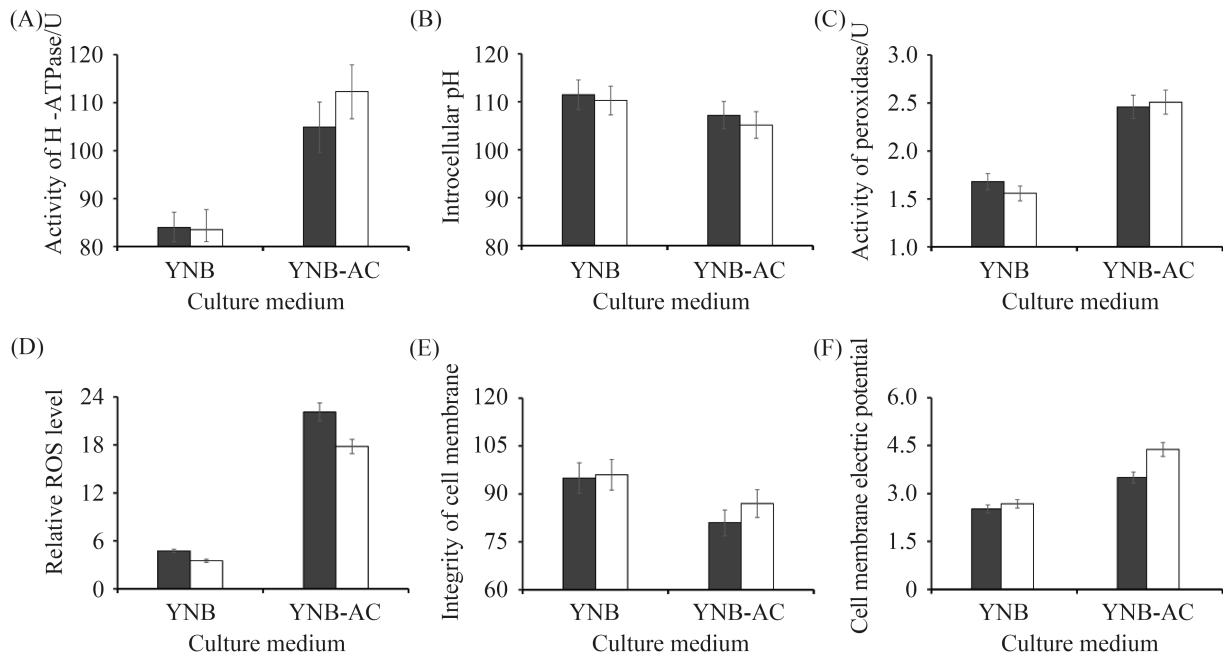 (A)
Activity of H -ATPase/U
120
110
100
90
80
YNB
YNB-AC
Culture medium
(B)
Introcellular pH
120
110
100
90
80
YNB
YNB-AC
Culture medium
(C)
Activity of peroxidase/U
3.0
2.5
2.0
1.5
1.0
YNB
YNB-AC
Culture medium
(D)
Relative ROS level
24
18
12
6
0
YNB
YNB-AC
Culture medium
(E)
Integrity of cell membrane
120
105
90
75
60
YNB
YNB-AC
Culture medium
(F)
Cell membrane electric potential
6.0
4.5
3.0
1.5
0
YNB
YNB-AC
Culture medium